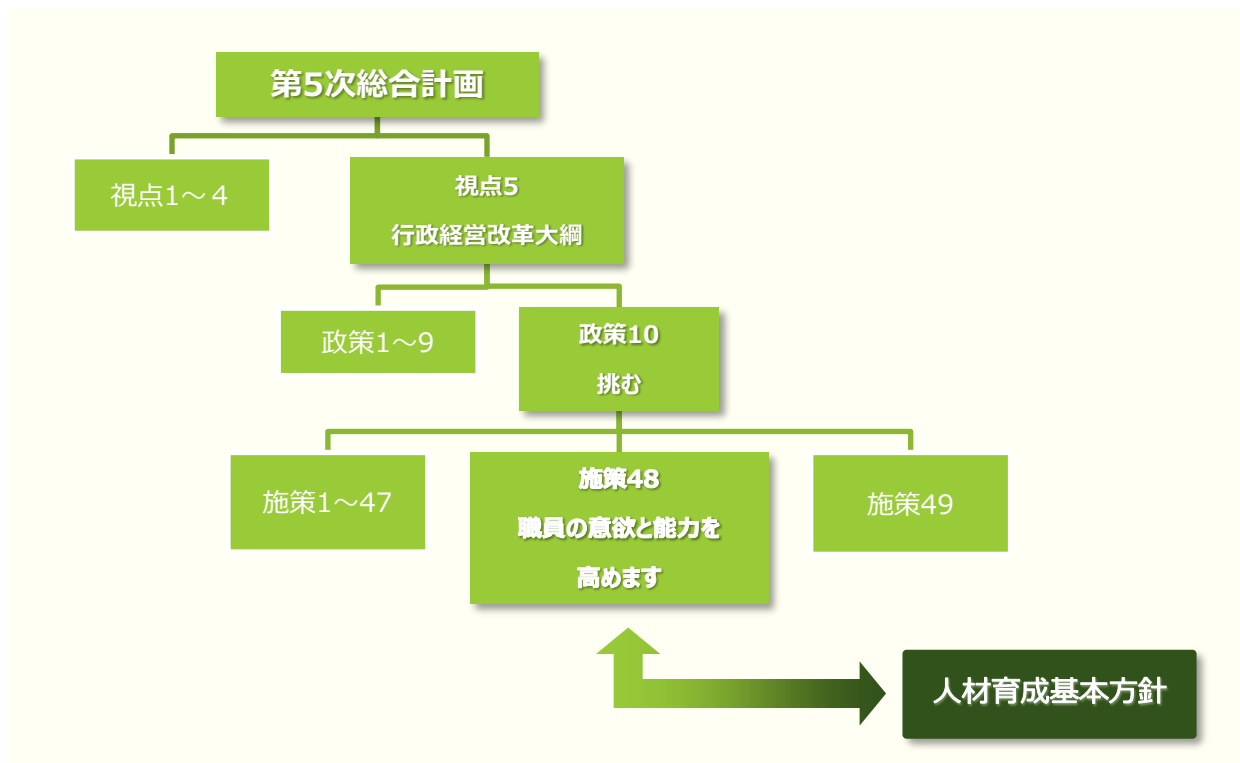 第5次総合計画
視点1～4
視点5
行政経営改革大綱
政策1～9
政策10
挑む
施策1～47
施策48
職員の意欲と能力を
高めます
施策49
人材育成基本方針